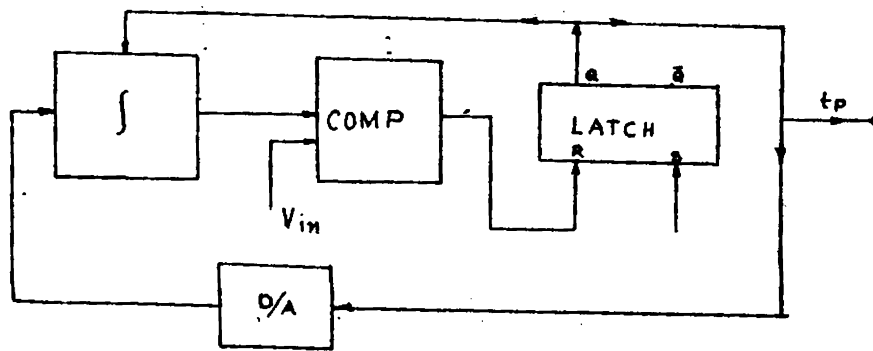 Q Q̄
∫
COMP
LATCH
tp
R S
Vin
D/A